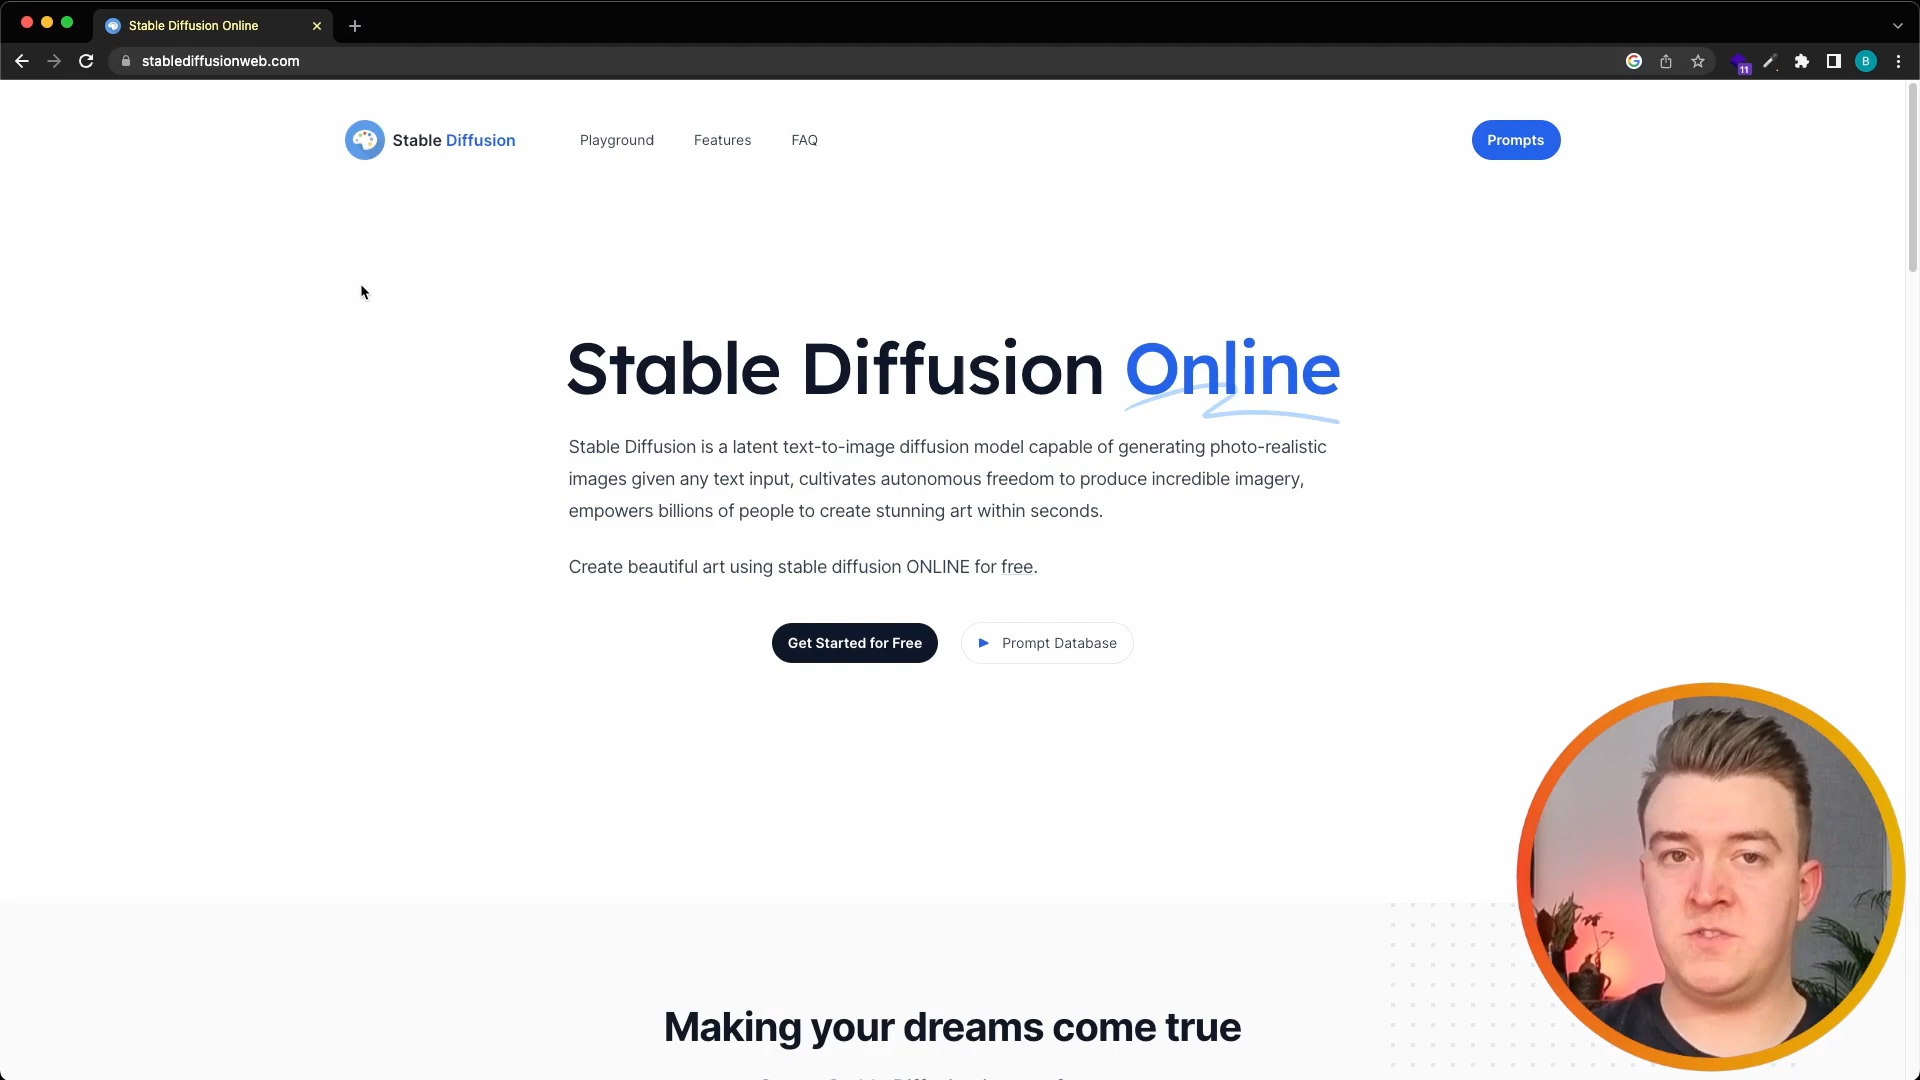 Stable Diffusion Online
stablediffusionweb.com
11
B
Stable Diffusion
Playground
Features
FAQ
Prompts
Stable Diffusion Online
Stable Diffusion is a latent text-to-image diffusion model capable of generating photo-realistic
images given any text input, cultivates autonomous freedom to produce incredible imagery,
empowers billions of people to create stunning art within seconds.
Create beautiful art using stable diffusion ONLINE for free.
Get Started for Free
Prompt Database
Making your dreams come true